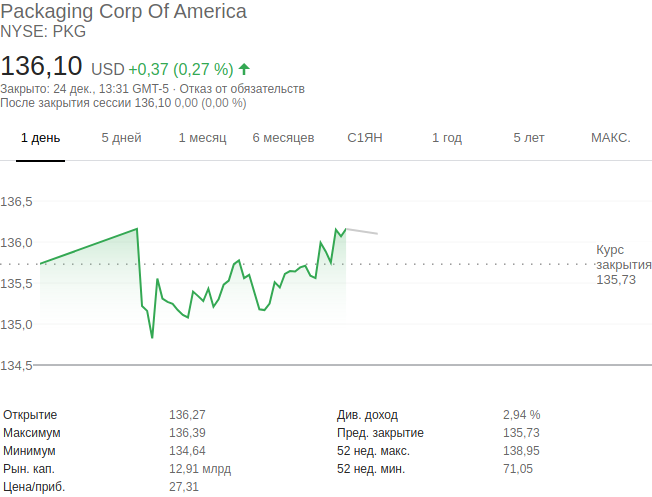 Packaging Corp Of America
NYSE: PKG
136,10 USD +0,37 (0,27 %)
Закрыто: 24 дек., 13:31 GMT-5 · Отказ от обязательств
После закрытия сессии 136,10 0,00 (0,00 %)
1 день 5 дней 1 месяц 6 месяцев С1ЯН 1 год 5 лет МАКС.
136,5
136,0
135,5
135,0
134,5
Курс
закрытия
135,73
Открытие 136,27 Див. доход 2,94 %
Максимум 136,39 Пред. закрытие 135,73
Минимум 134,64 52 нед. макс. 138,95
Рын. кап. 12,91 млрд 52 нед. мин. 71,05
Цена/приб. 27,31